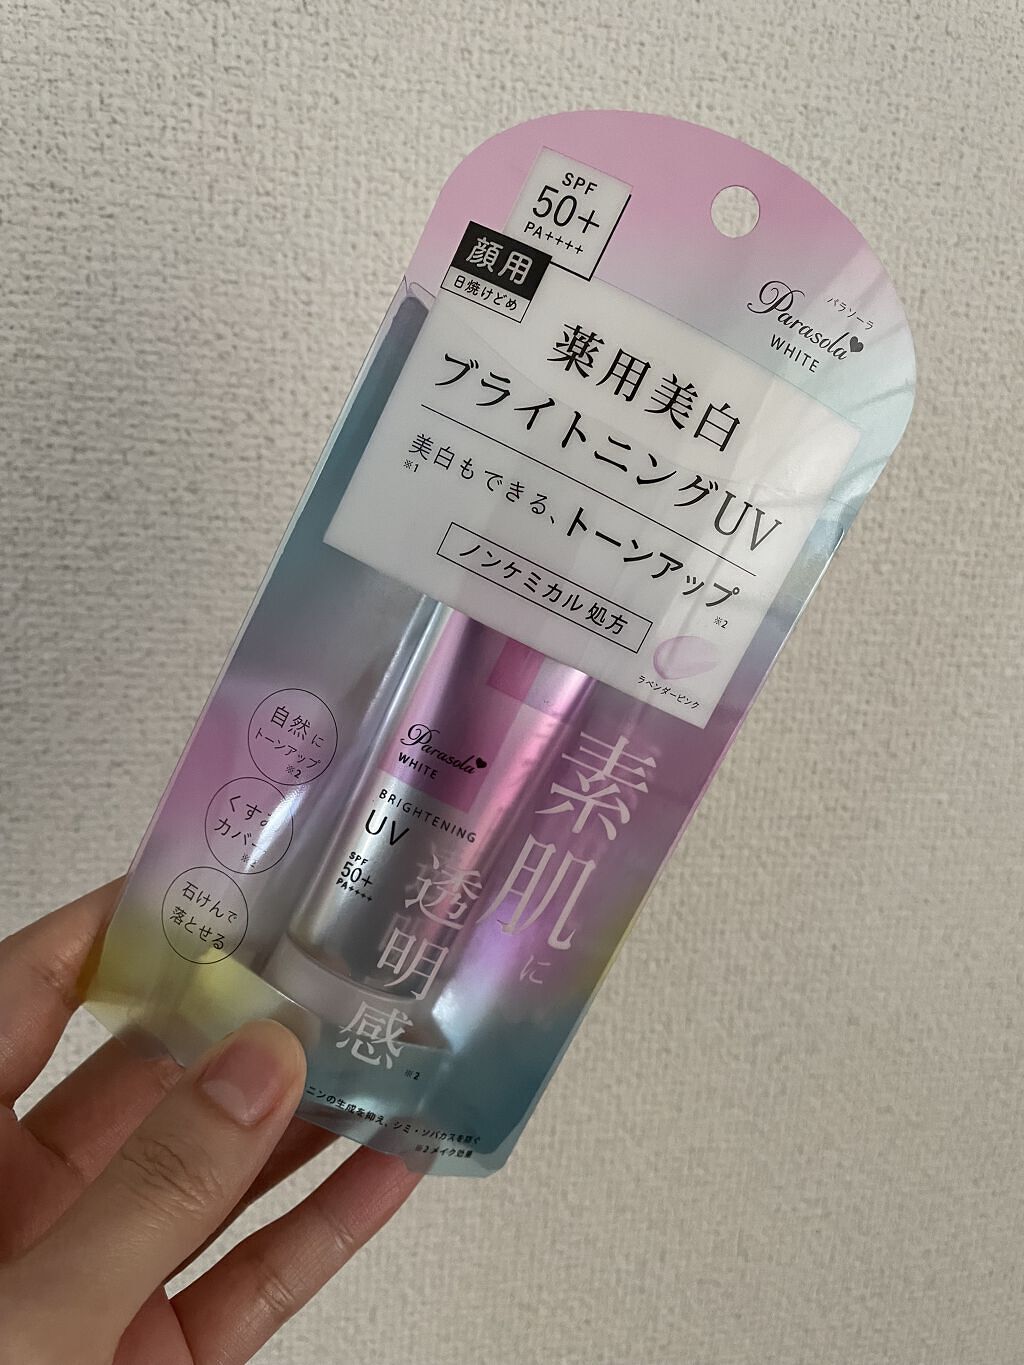 SPF
50+
PA++++
顔用
日焼けどめ
パラソーラ
Parasola
WHITE
薬用美白
ブライトニングUV
美白もできる、トーンアップ
※1
※2
ノンケミカル処方
ラベンダーピンク
自然に
トーンアップ
※2
くすみ
カバー
※2
石けんで
落とせる
Parasola
WHITE
BRIGHTENING
UV
SPF
50+
PA++++
素肌に
透明感
※2
ニンの生成を抑え、シミ・ソバカスを防ぐ
※2 メイク効果